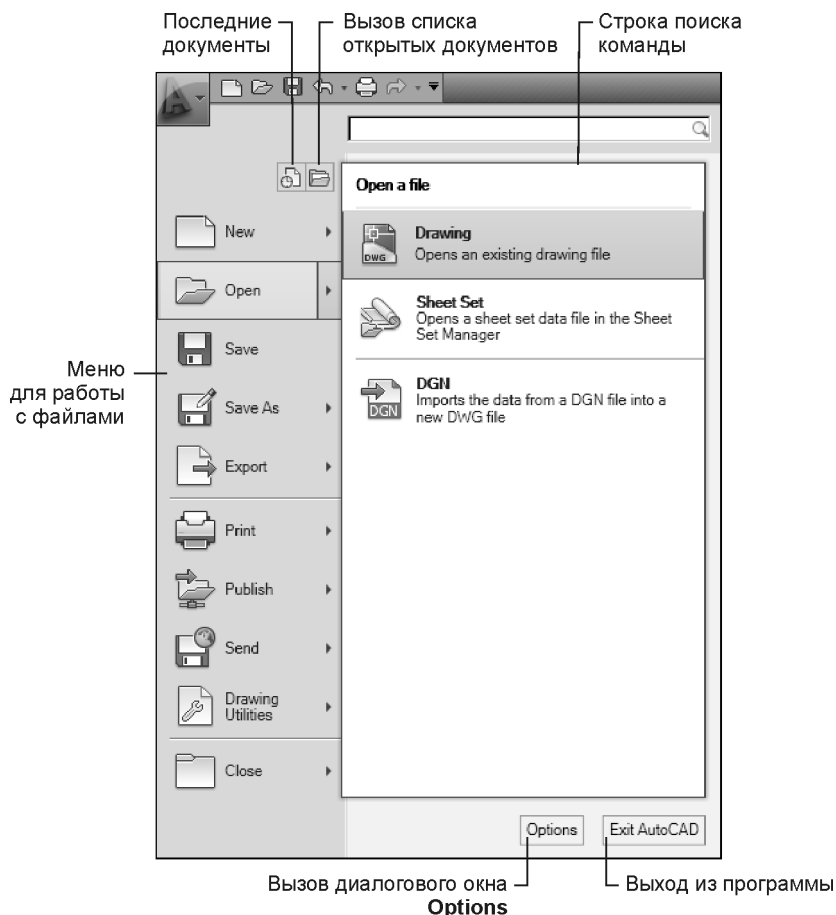 Последние
документы
Вызов списка
открытых документов
Строка поиска
команды
Open a file
New
Drawing
Opens an existing drawing file
Open
Sheet Set
Opens a sheet set data file in the Sheet
Set Manager
Save
Меню
для работы
с файлами
Save As
DGN
DWG
DGN
Imports the data from a DGN file into a
new DWG file
Export
Print
Publish
Send
Drawing
Utilities
Close
Options
Exit AutoCAD
Вызов диалогового окна
Options
Выход из программы